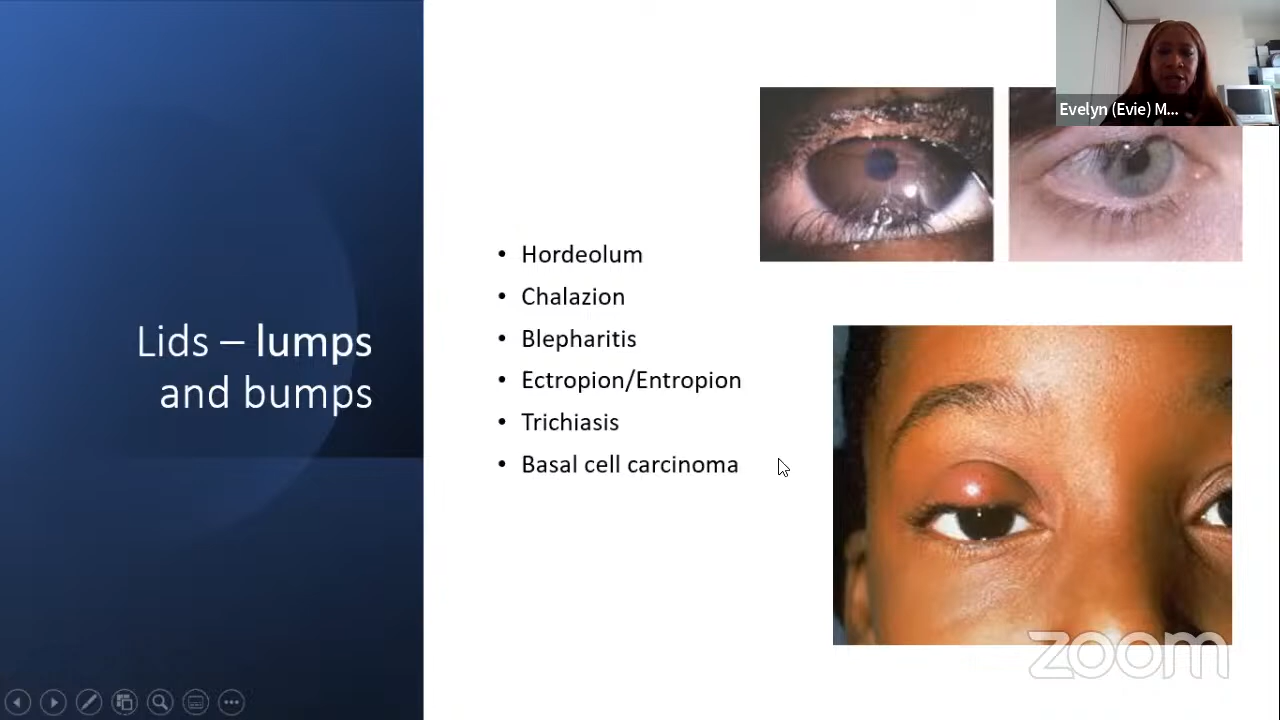 Evelyn (Evie) M...
Lids – lumps
and bumps
• Hordeolum
• Chalazion
• Blepharitis
• Ectropion/Entropion
• Trichiasis
• Basal cell carcinoma
zoom